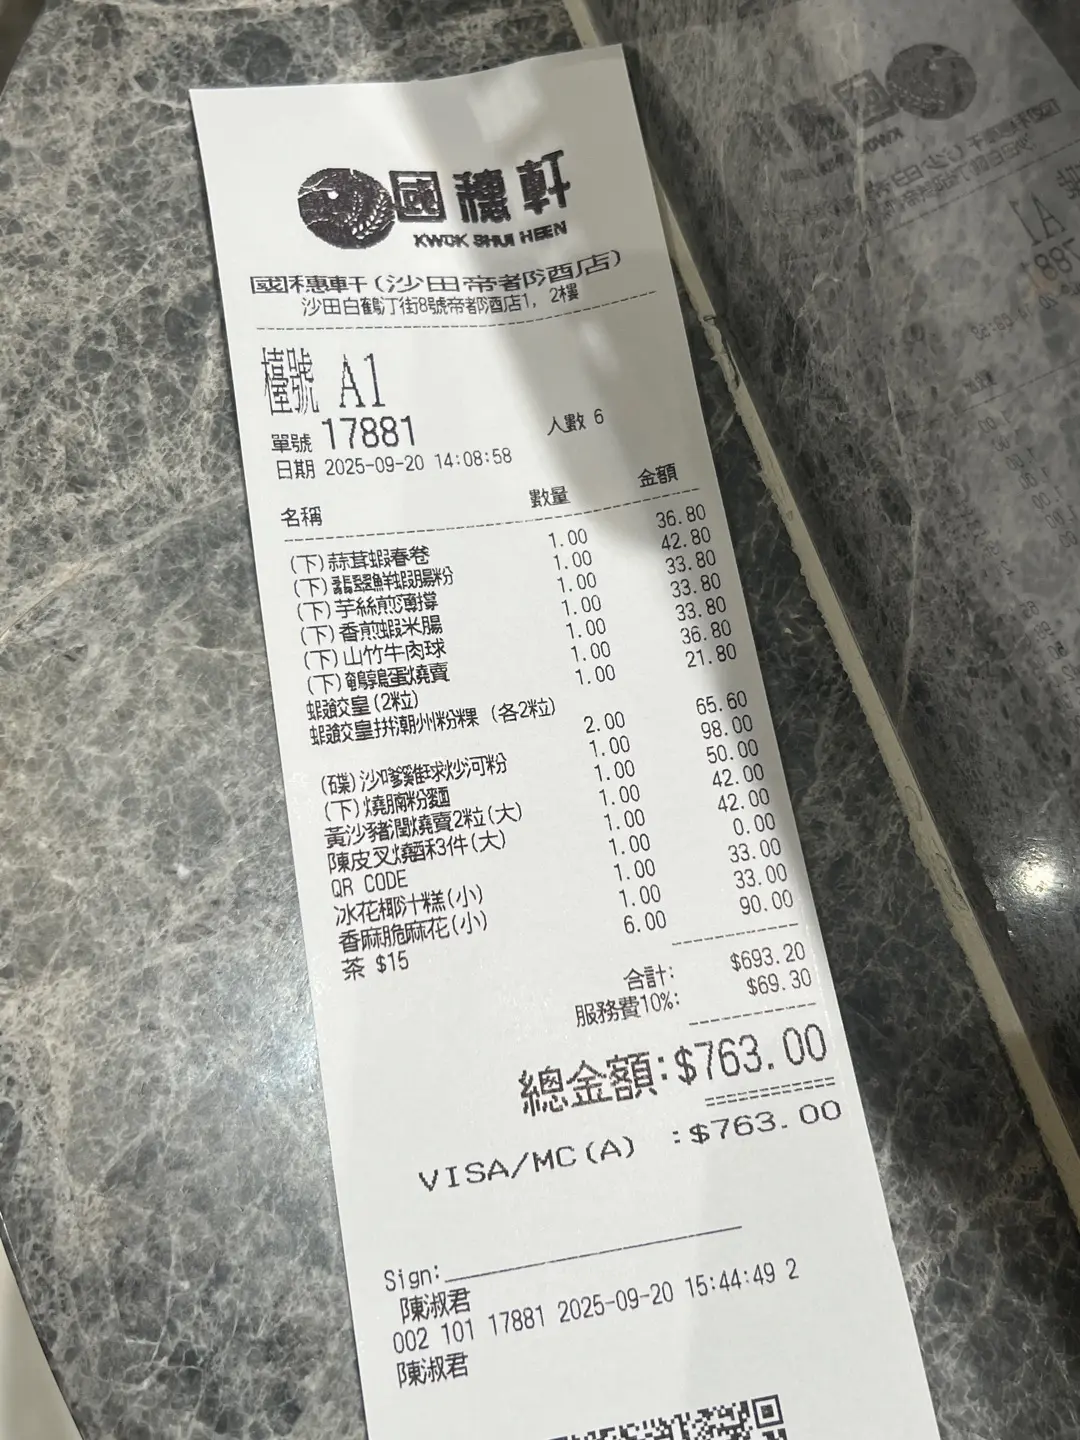 國穗軒
KWOK SHUI HEEN
國穗軒(沙田帝都酒店)
沙田白鶴汀街8號帝都酒店1, 2樓
檯號 A1
單號 17881 人數 6
日期 2025-09-20 14:08:58
名稱 數量 金額
(下)蒜茸蝦春卷 1.00 36.80
(下)翡翠鮮蝦腸粉 1.00 42.80
(下)芋絲煎薄撐 1.00 33.80
(下)香煎蝦米腸 1.00 33.80
(下)山竹牛肉球 1.00 33.80
(下)鵪鶉蛋燒賣 1.00 36.80
蝦餃皇(2粒) 1.00 21.80
蝦餃皇拼潮州粉粿 (各2粒) 2.00 65.60
(碟)沙嗲雞球炒河粉 1.00 98.00
(下)燒腩粉麵 1.00 50.00
黃沙豬潤燒賣2粒(大) 1.00 42.00
陳皮叉燒酥3件(大) 1.00 42.00
QR CODE 1.00 0.00
冰花椰汁糕(小) 1.00 33.00
香麻脆麻花(小) 1.00 33.00
茶 $15 6.00 90.00
合計: $693.20
服務費10%: $69.30
總金額:$763.00
VISA/MC(A) :$763.00
Sign:
陳淑君
002 101 17881 2025-09-20 15:44:49 2
陳淑君